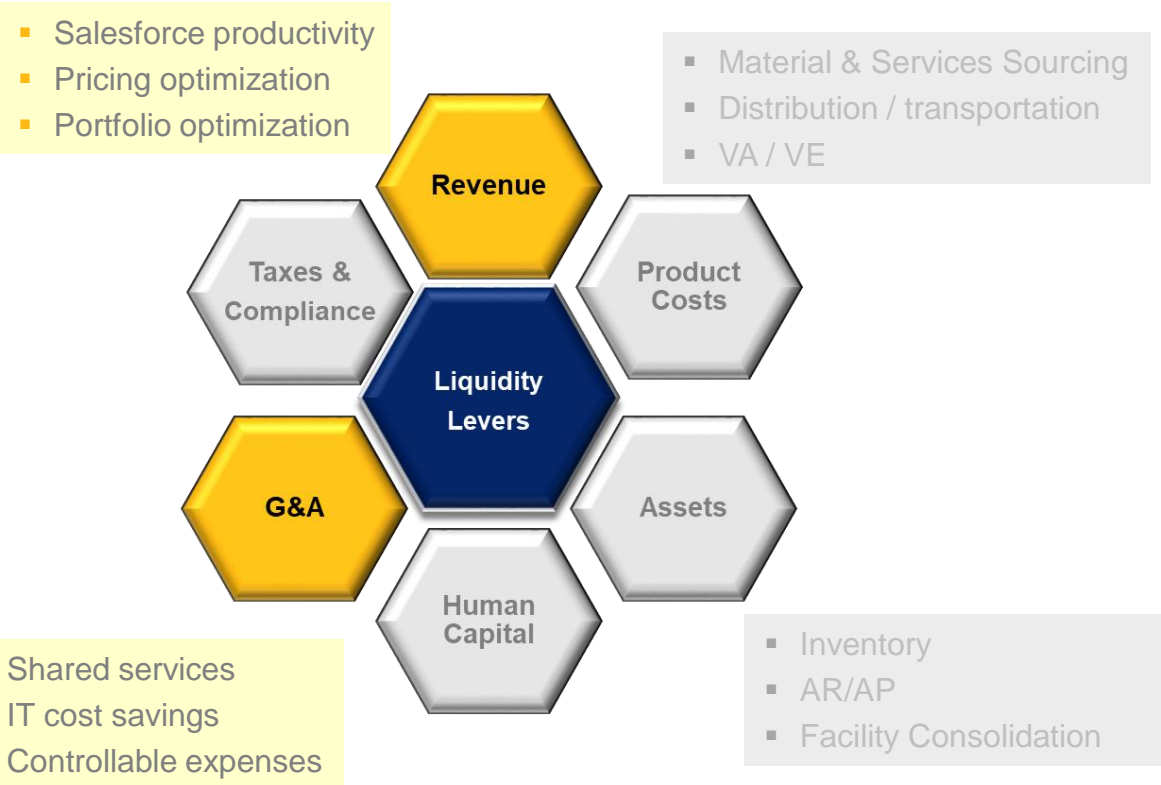 Salesforce productivity
Pricing optimization
Portfolio optimization
Material & Services Sourcing
Distribution / transportation
VA / VE
Revenue
Taxes &
Compliance
Product
Costs
Liquidity
Levers
G&A
Assets
Human
Capital
Shared services
IT cost savings
Controllable expenses
Inventory
AR/AP
Facility Consolidation